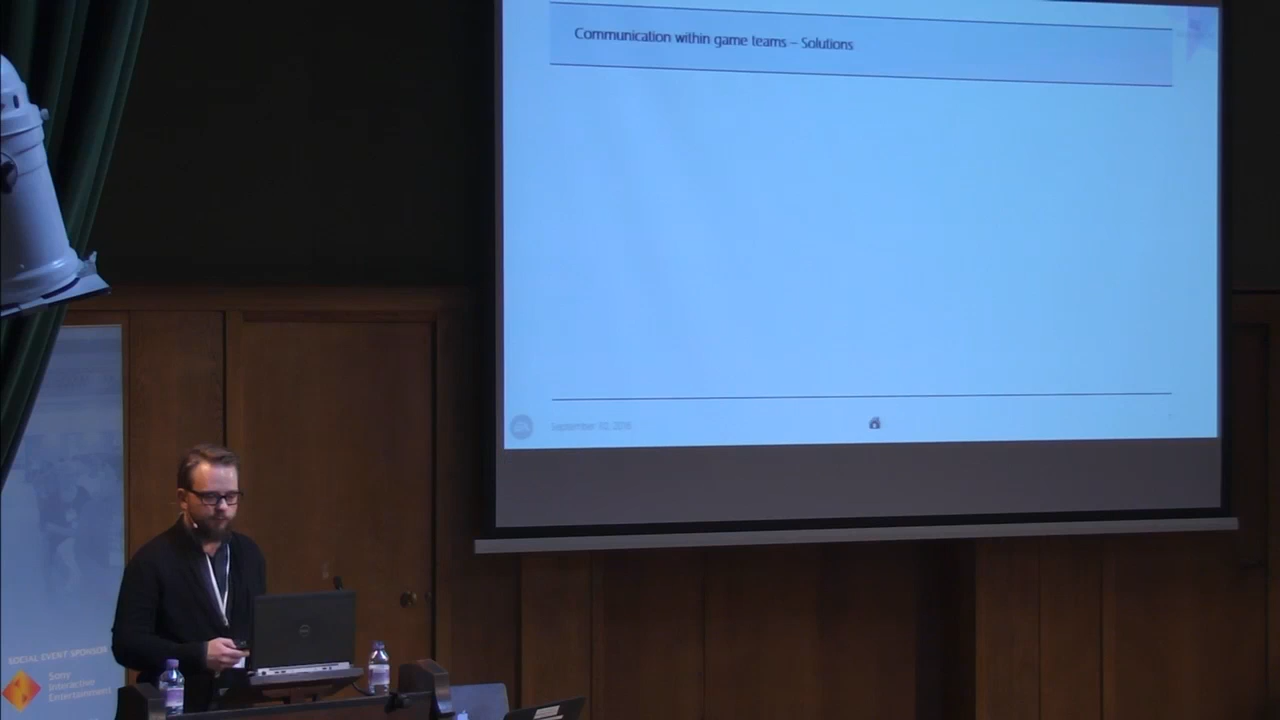 Communication within game teams – Solutions
SOCIAL EVENT SPONSOR
Sony
Interactive
Entertainment